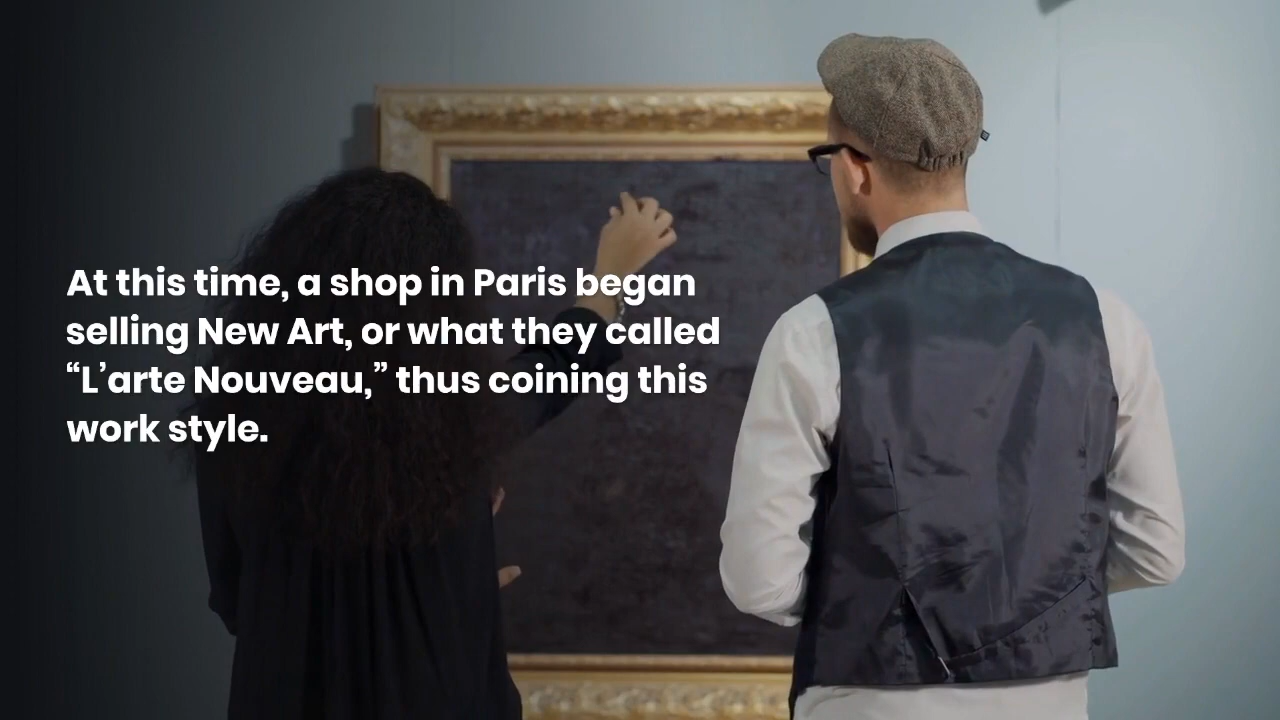 At this time, a shop in Paris began
selling New Art, or what they called
“L’arte Nouveau,” thus coining this
work style.